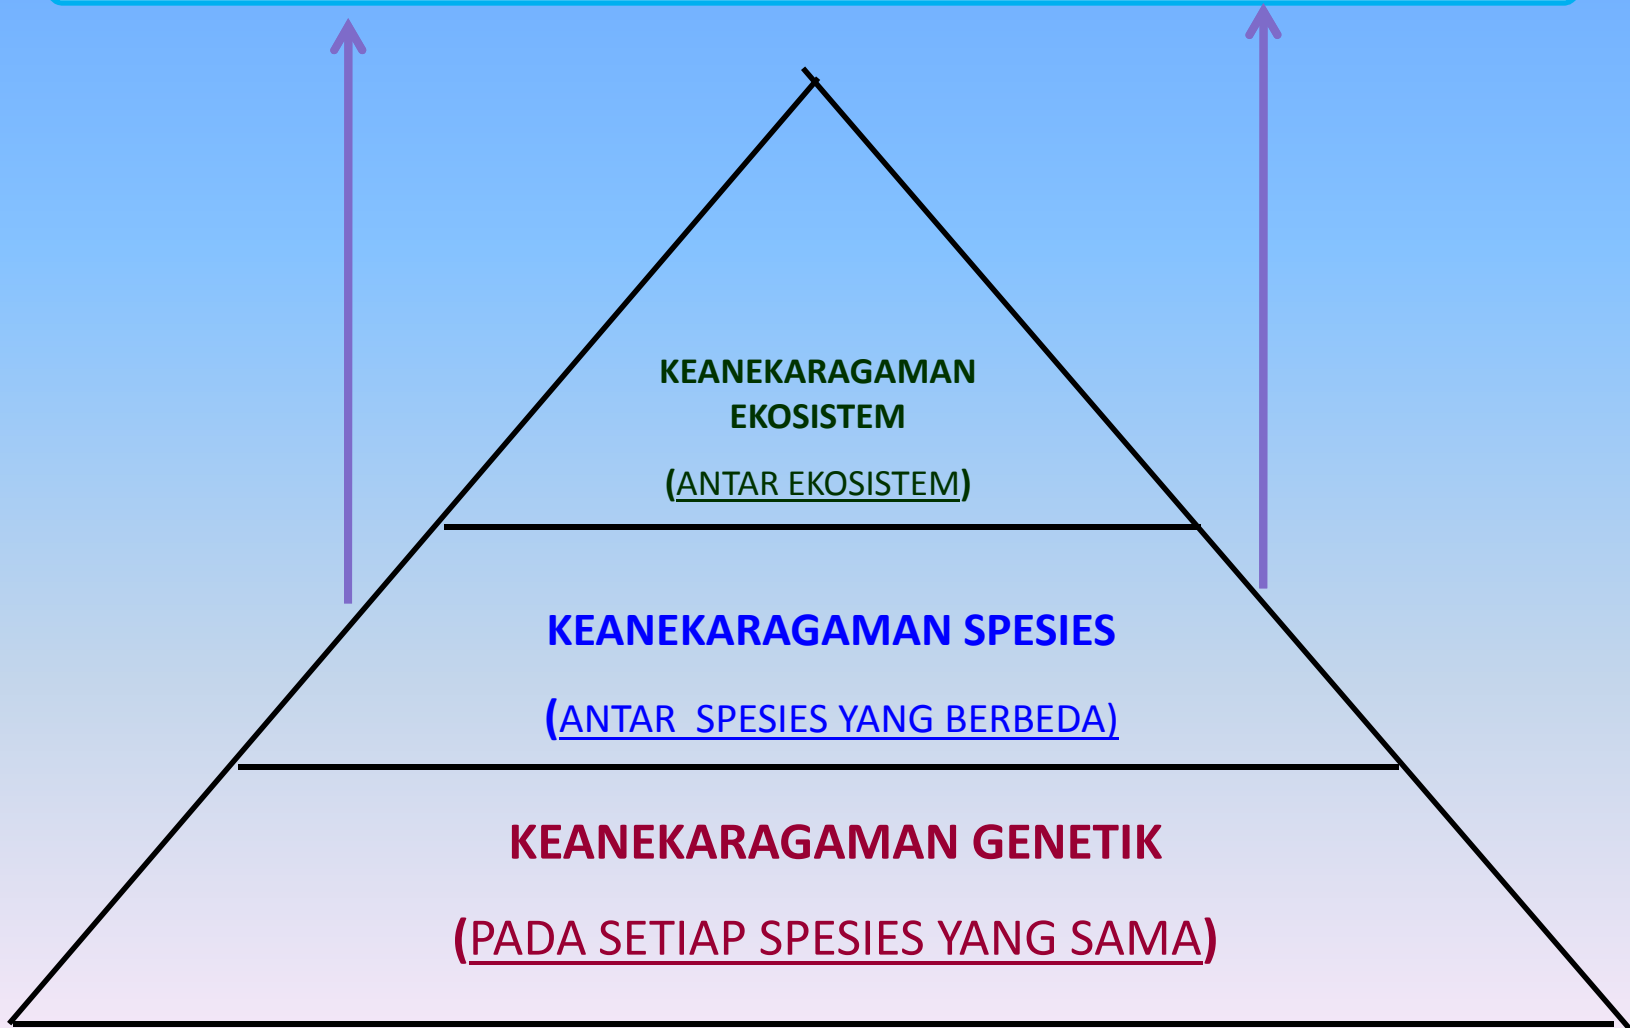 KEANEKARAGAMAN
EKOSISTEM
(ANTAR EKOSISTEM)
KEANEKARAGAMAN SPESIES
(ANTAR  SPESIES YANG BERBEDA)
KEANEKARAGAMAN GENETIK
(PADA SETIAP SPESIES YANG SAMA)